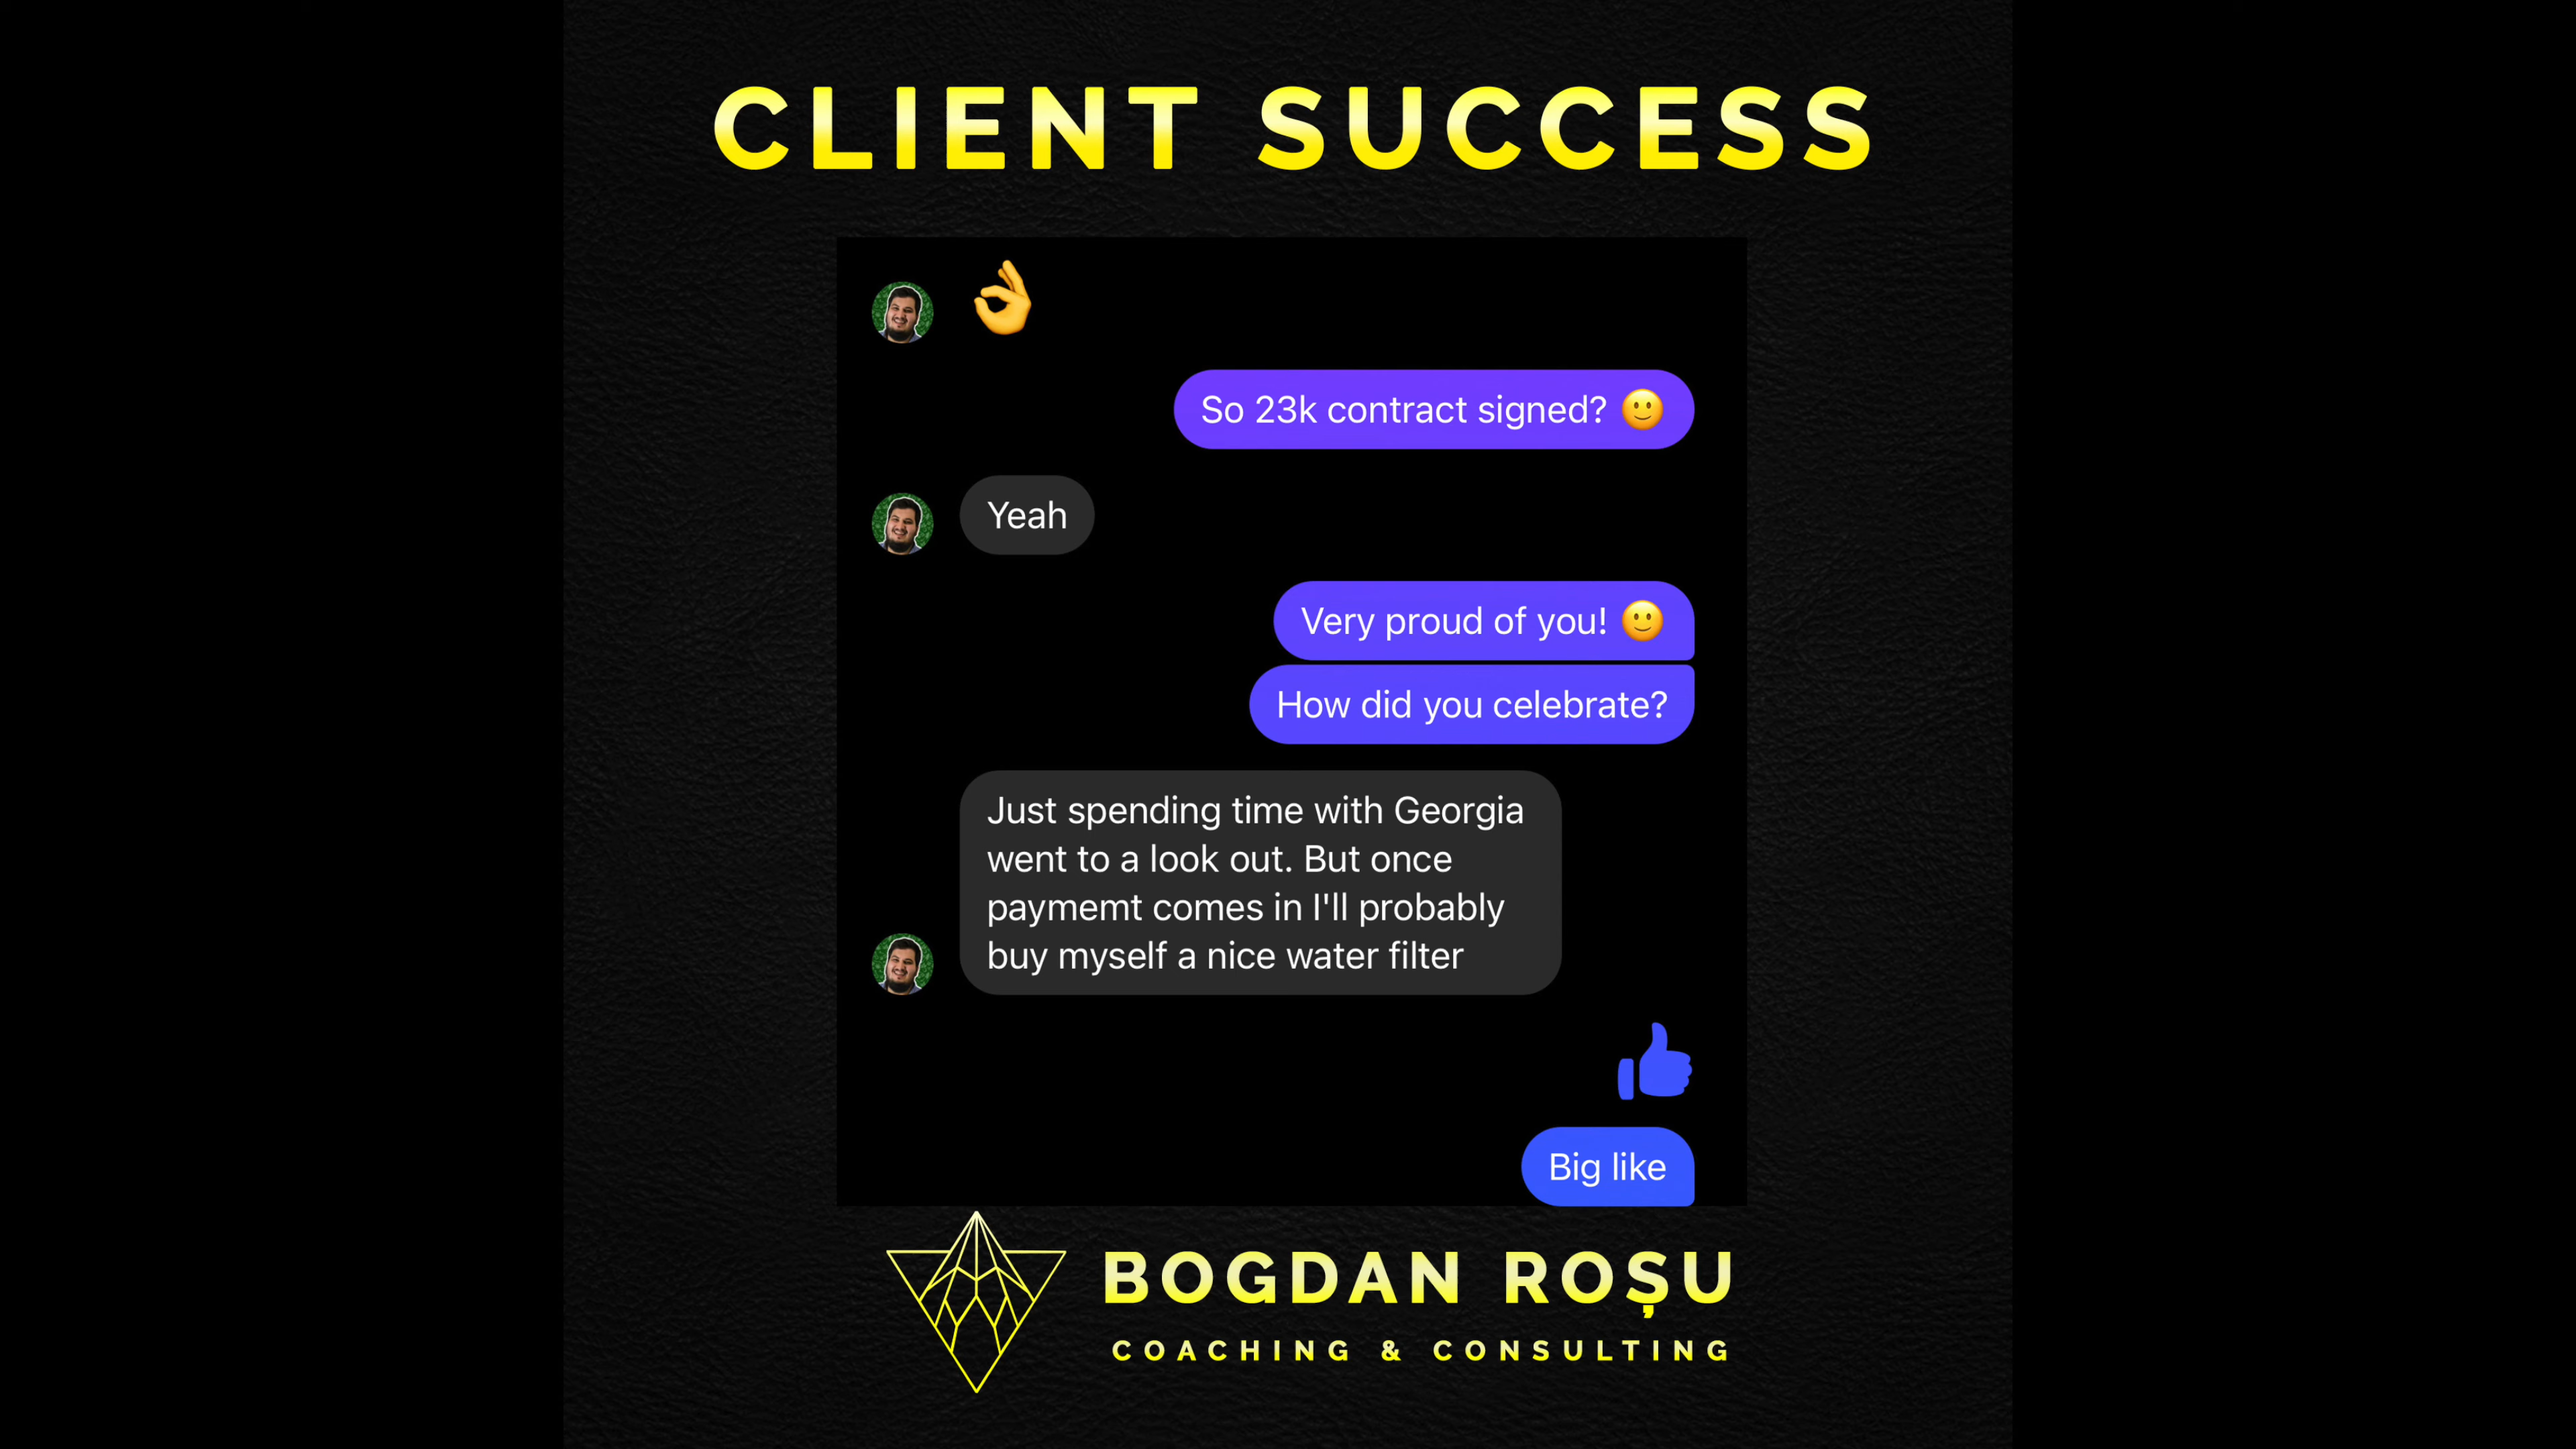 CLIENT SUCCESS
👌
So 23k contract signed? 🙂
Yeah
Very proud of you! 🙂
How did you celebrate?
Just spending time with Georgia
went to a look out. But once
paymemt comes in I'll probably
buy myself a nice water filter
Big like
BOGDAN ROȘU
COACHING & CONSULTING